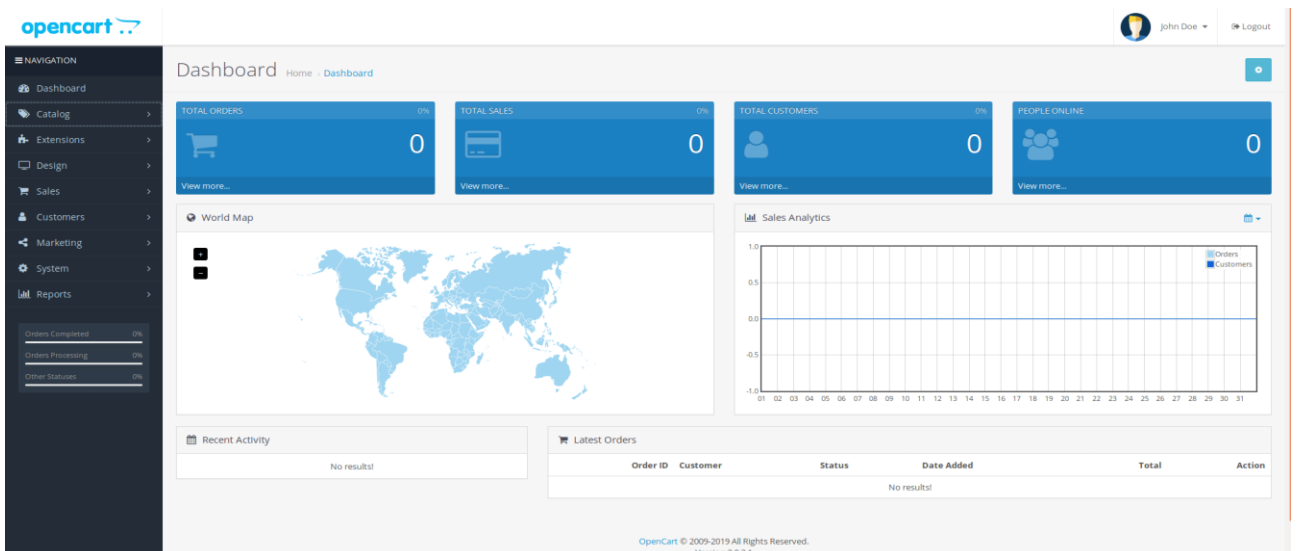 opencart
John Doe
Logout
NAVIGATION
Dashboard
Catalog
Extensions
Design
Sales
Customers
Marketing
System
Reports
Orders Completed 0%
Orders Processing 0%
Other Statuses 0%
Dashboard Home › Dashboard
TOTAL ORDERS 0%
0
View more...
TOTAL SALES 0%
0
View more...
TOTAL CUSTOMERS 0%
0
View more...
PEOPLE ONLINE
0
View more...
World Map
+
-
Sales Analytics
1.0
0.5
0.0
-0.5
-1.0
Orders
Customers
01 02 03 04 05 06 07 08 09 10 11 12 13 14 15 16 17 18 19 20 21 22 23 24 25 26 27 28 29 30 31
Recent Activity
No results!
Latest Orders
Order ID Customer Status Date Added Total Action
No results!
OpenCart © 2009-2019 All Rights Reserved.